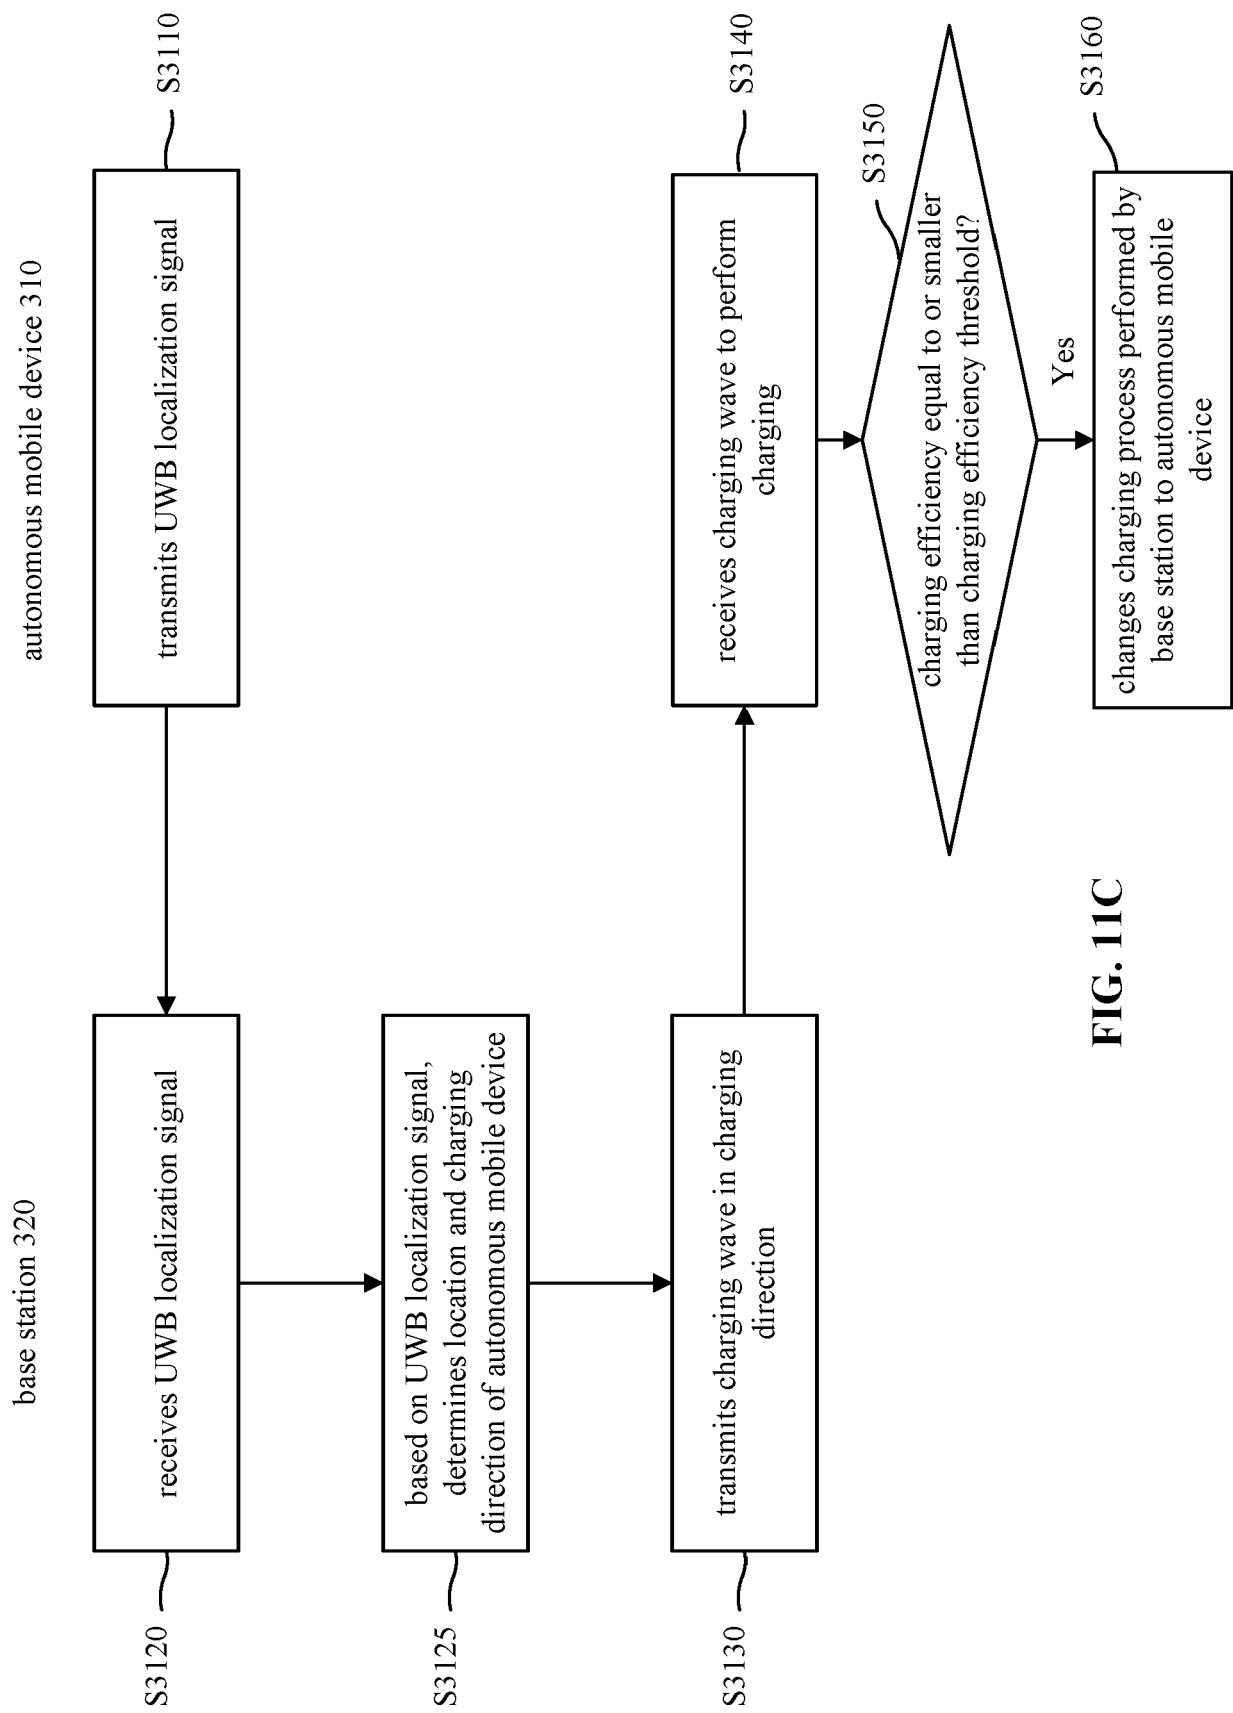 base station 320
autonomous mobile device 310
transmits UWB localization signal
S3110
S3120
receives UWB localization signal
S3125
based on UWB localization signal,
determines location and charging
direction of autonomous mobile device
S3130
transmits charging wave in charging
direction
receives charging wave to perform
charging
S3140
charging efficiency equal to or smaller
than charging efficiency threshold?
S3150
Yes
changes charging process performed by
base station to autonomous mobile
device
S3160
FIG. 11C